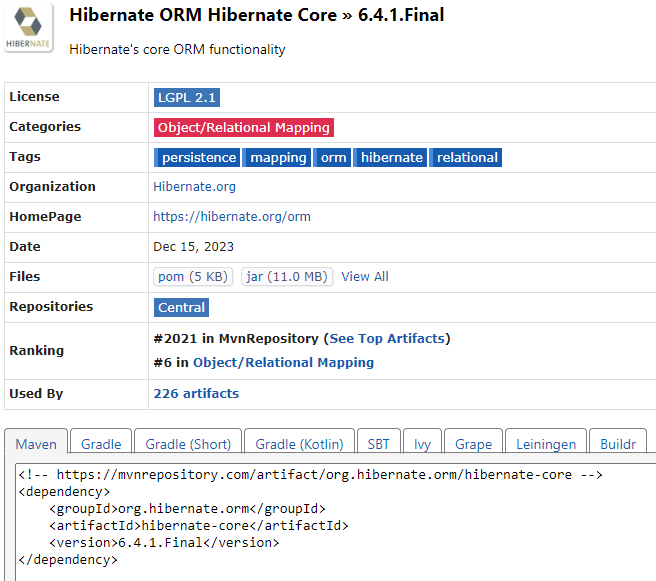 HIBERNATE
Hibernate ORM Hibernate Core » 6.4.1.Final
Hibernate's core ORM functionality
License LGPL 2.1
Categories Object/Relational Mapping
Tags persistence mapping orm hibernate relational
Organization Hibernate.org
HomePage https://hibernate.org/orm
Date Dec 15, 2023
Files pom (5 KB) jar (11.0 MB) View All
Repositories Central
Ranking #2021 in MvnRepository (See Top Artifacts)
#6 in Object/Relational Mapping
Used By 226 artifacts
Maven Gradle Gradle (Short) Gradle (Kotlin) SBT Ivy Grape Leiningen Buildr
<!-- https://mvnrepository.com/artifact/org.hibernate.orm/hibernate-core -->
<dependency>
    <groupId>org.hibernate.orm</groupId>
    <artifactId>hibernate-core</artifactId>
    <version>6.4.1.Final</version>
</dependency>